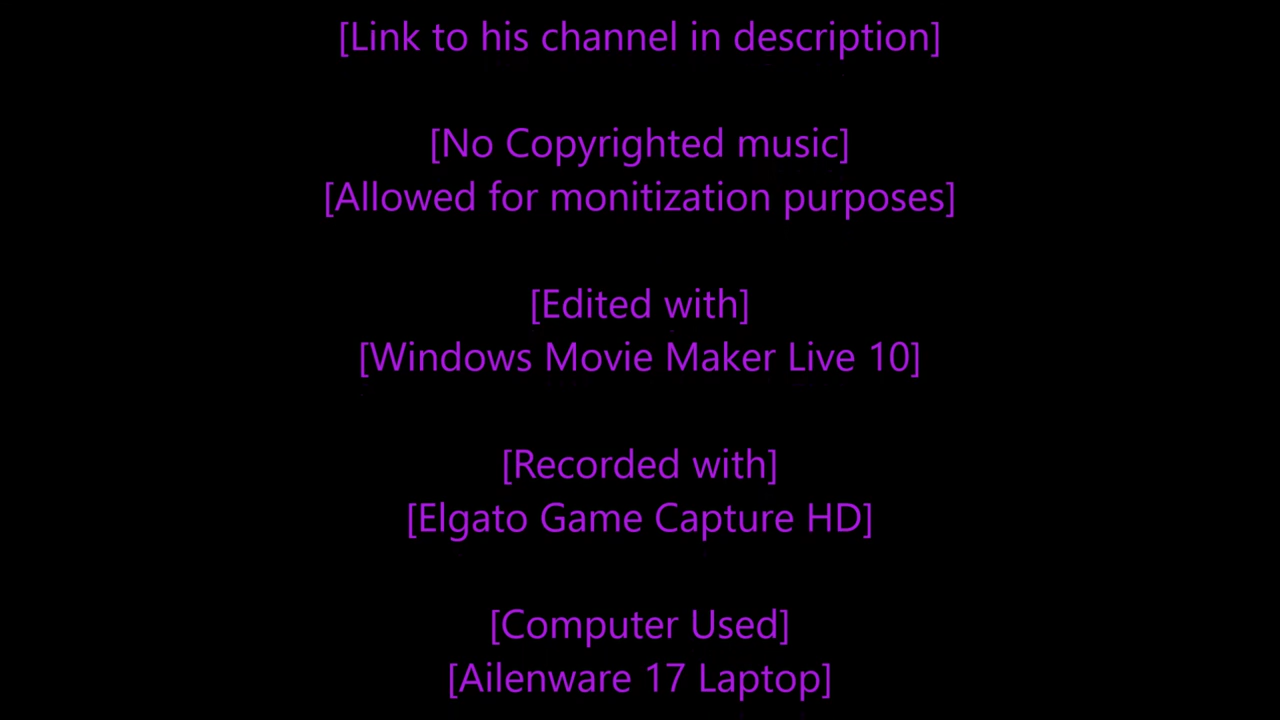 [Link to his channel in description]
[No Copyrighted music]
[Allowed for monitization purposes]
[Edited with]
[Windows Movie Maker Live 10]
[Recorded with]
[Elgato Game Capture HD]
[Computer Used]
[Ailenware 17 Laptop]